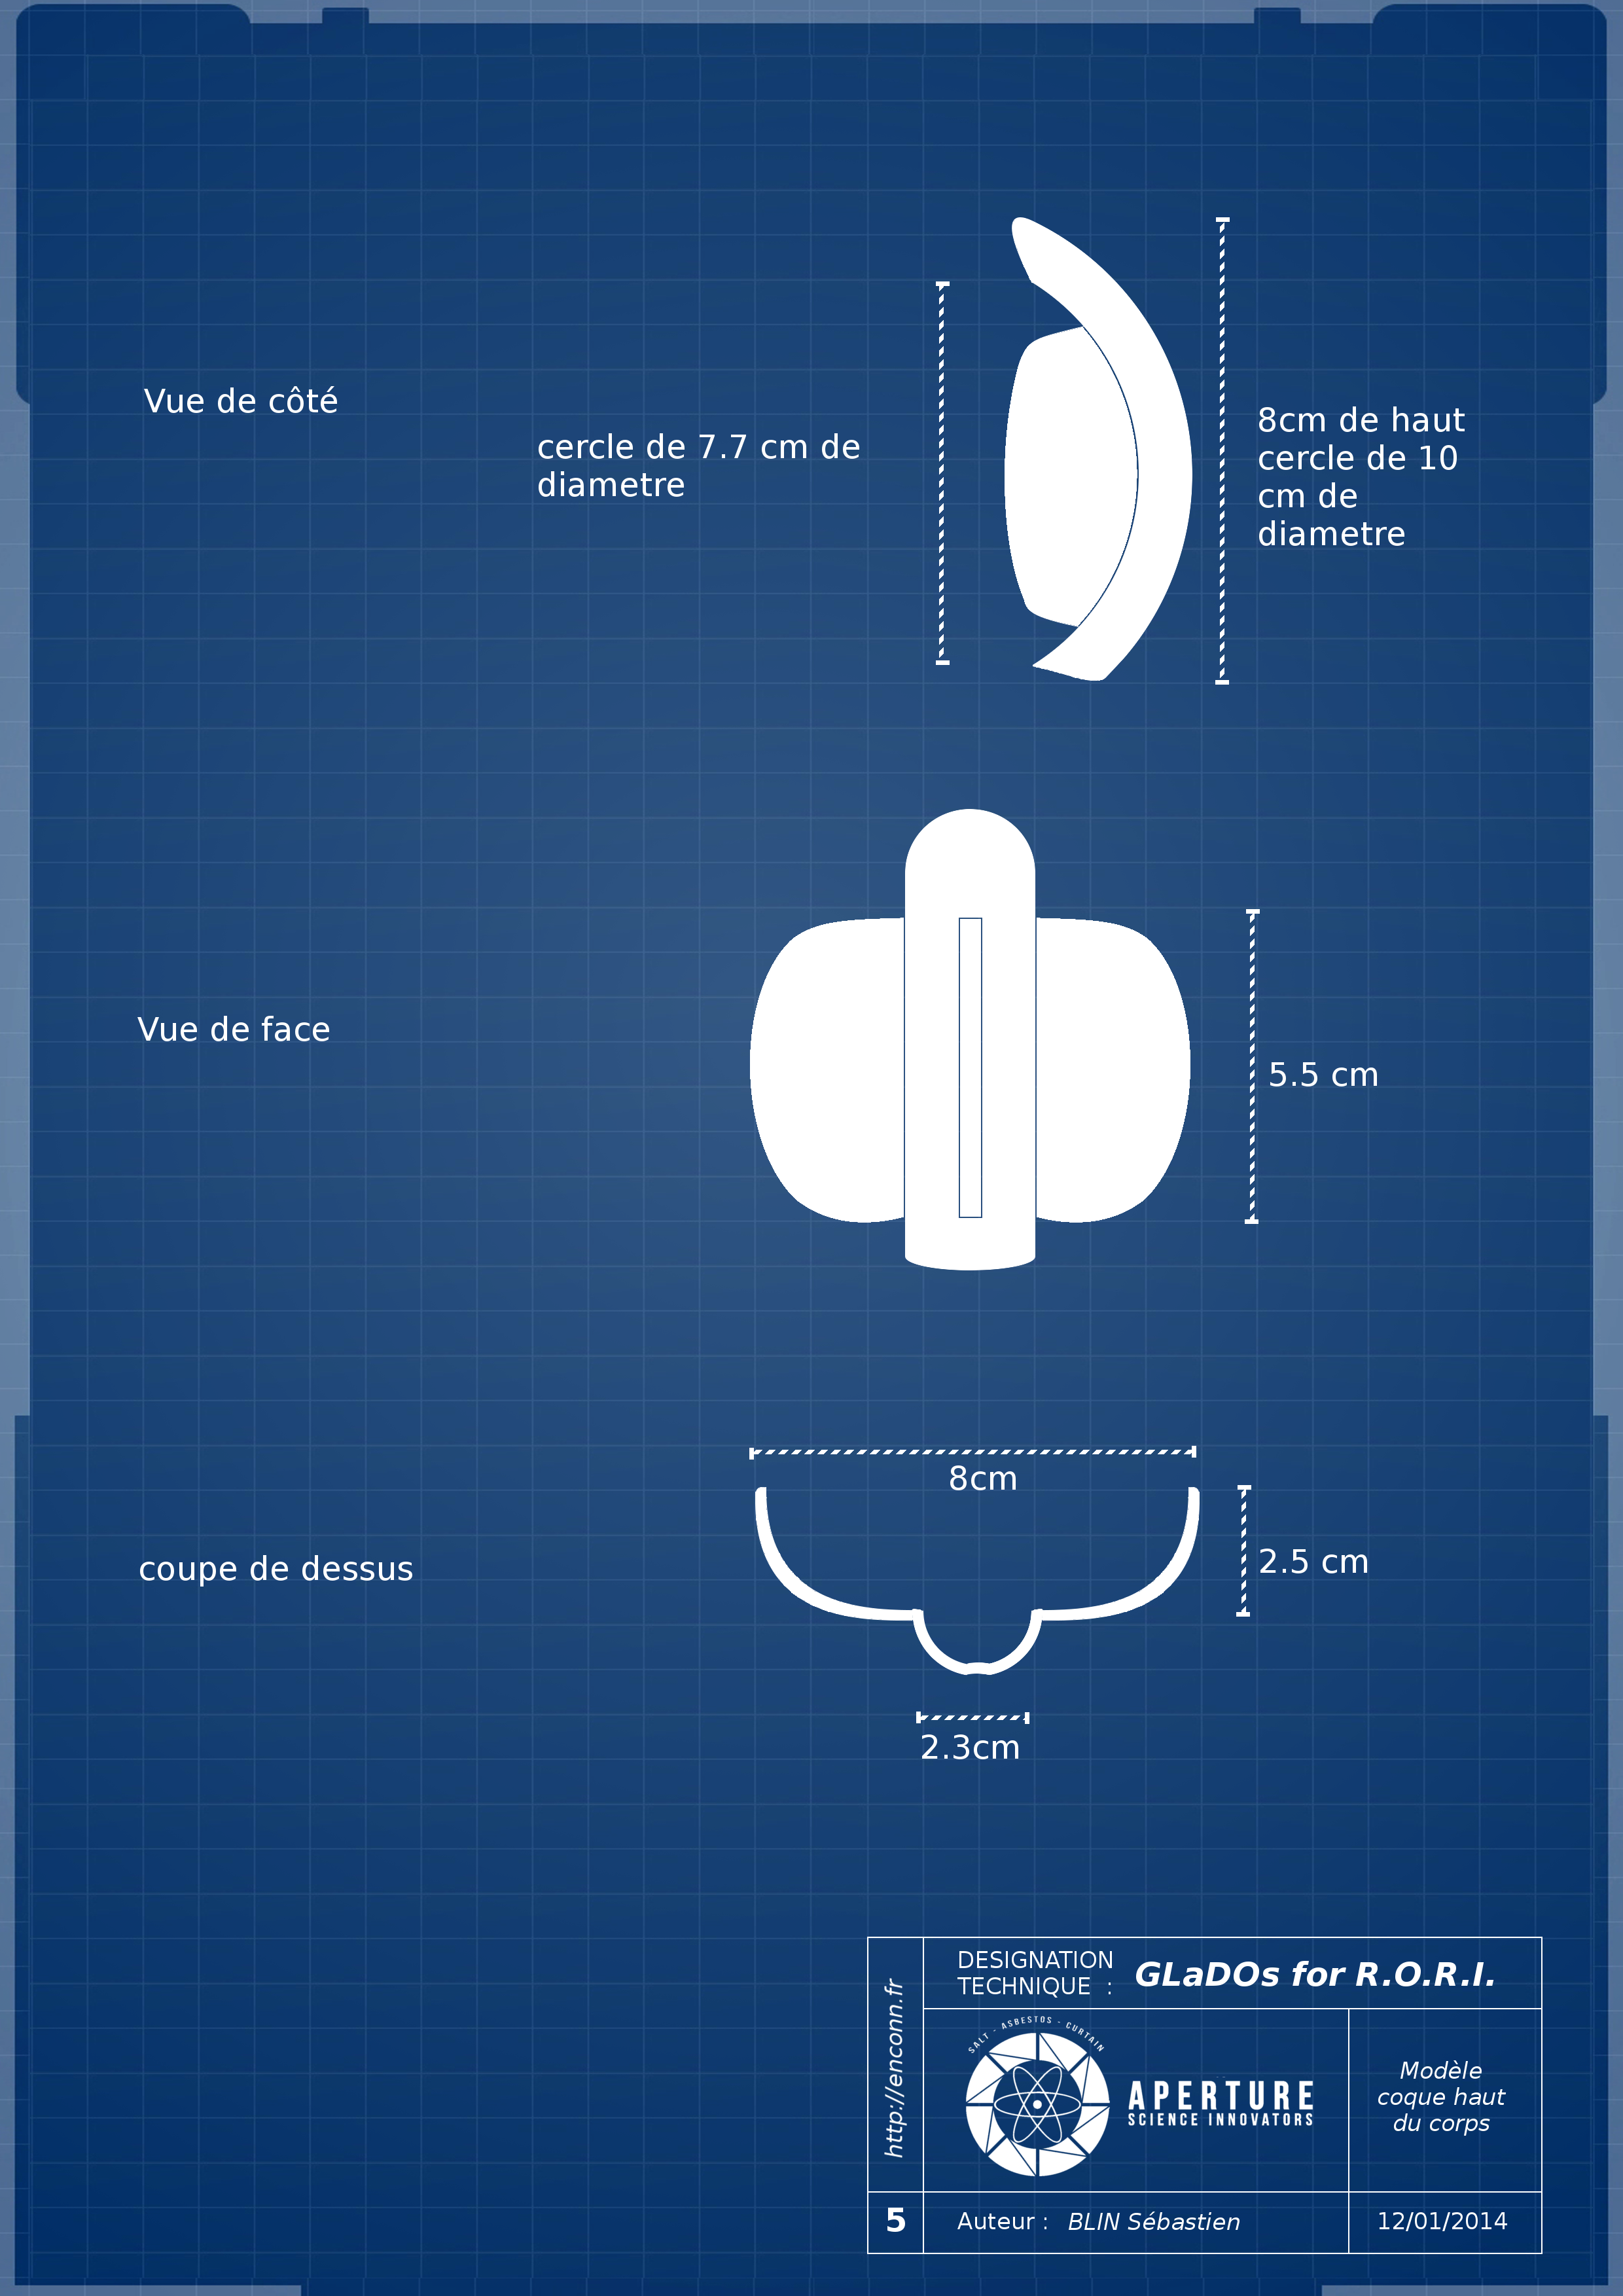 Vue de côté
cercle de 7.7 cm de
diametre
8cm de haut
cercle de 10
cm de
diametre
Vue de face
5.5 cm
8cm
coupe de dessus
2.5 cm
2.3cm
http://enconn.fr
DESIGNATION
TECHNIQUE :
GLaDOs for R.O.R.I.
SALT - ASBESTOS - CURTAIN
APERTURE
SCIENCE INNOVATORS
Modèle
coque haut
du corps
5
Auteur : BLIN Sébastien
12/01/2014